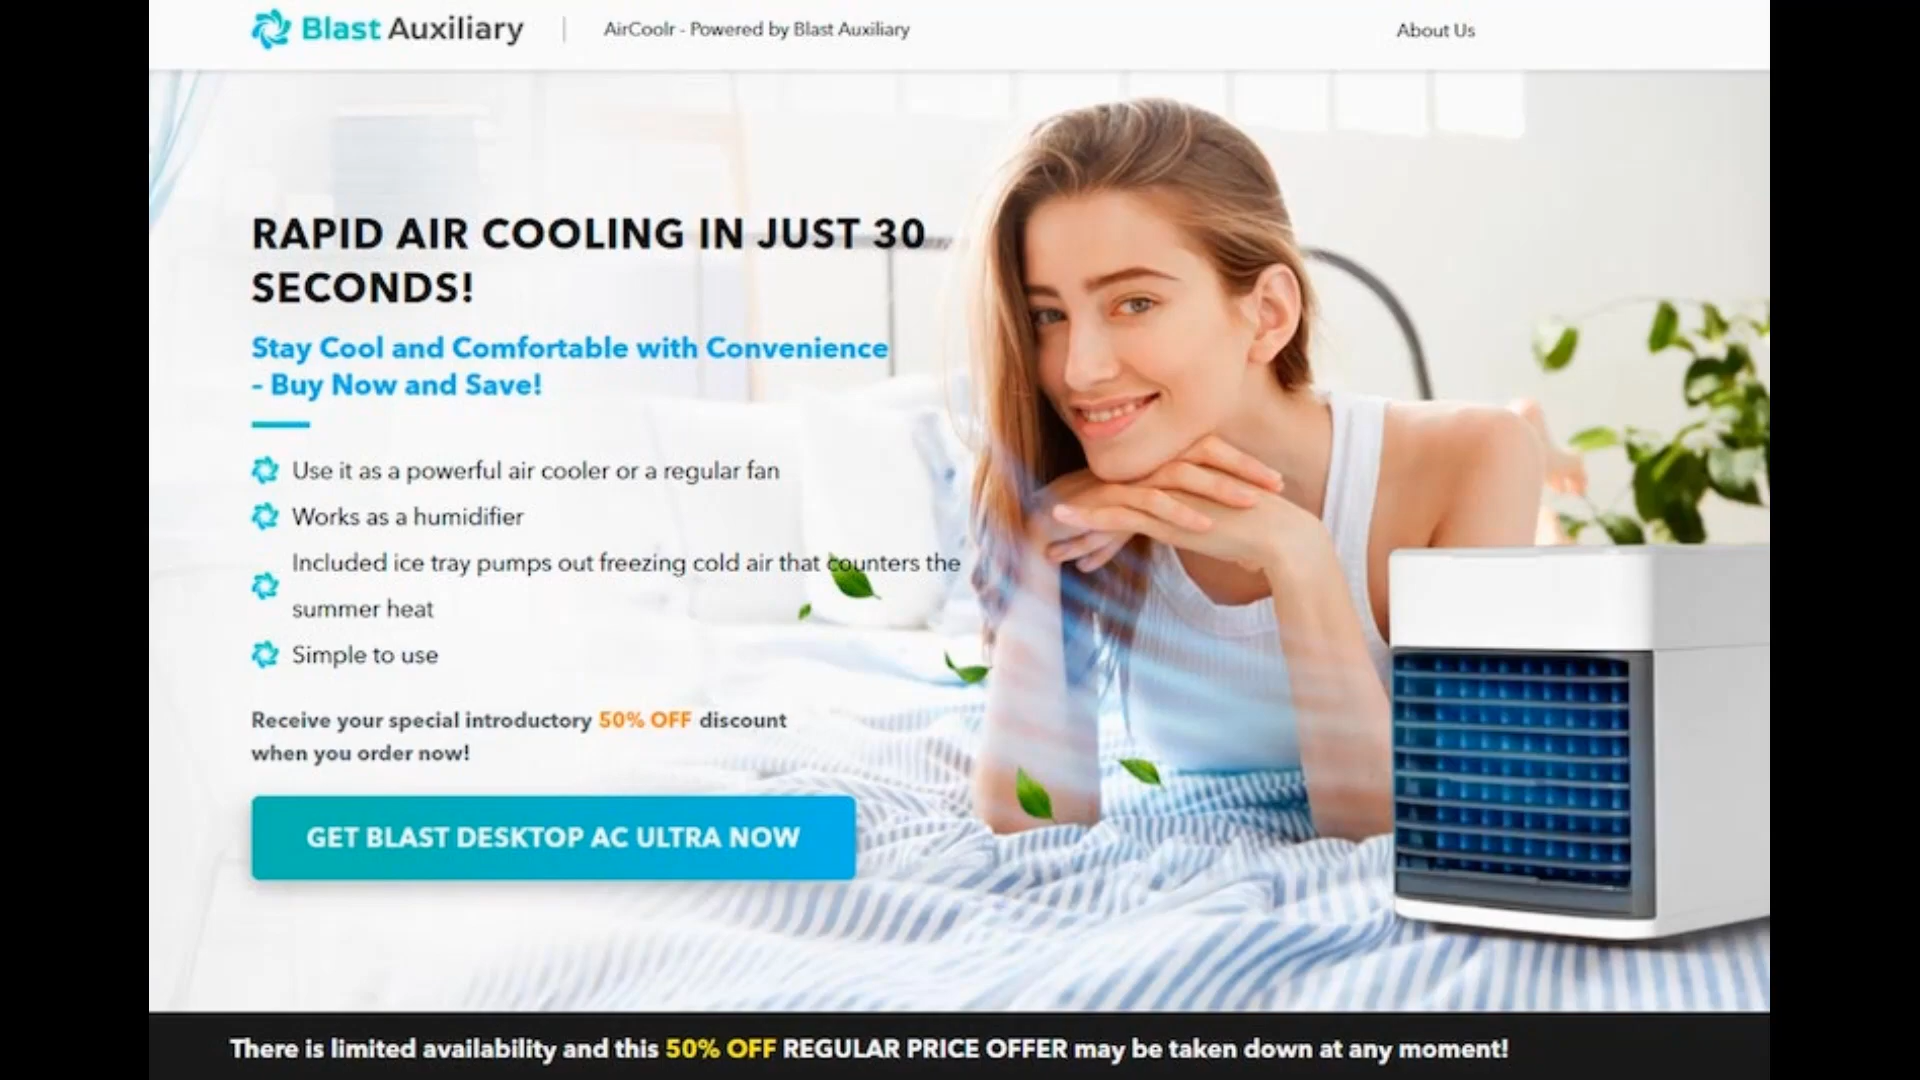 Blast Auxiliary
AirCoolr - Powered by Blast Auxiliary
About Us
RAPID AIR COOLING IN JUST 30
SECONDS!
Stay Cool and Comfortable with Convenience
- Buy Now and Save!
Use it as a powerful air cooler or a regular fan
Works as a humidifier
Included ice tray pumps out freezing cold air that counters the
summer heat
Simple to use
Receive your special introductory 50% OFF discount
when you order now!
GET BLAST DESKTOP AC ULTRA NOW
There is limited availability and this 50% OFF REGULAR PRICE OFFER may be taken down at any moment!